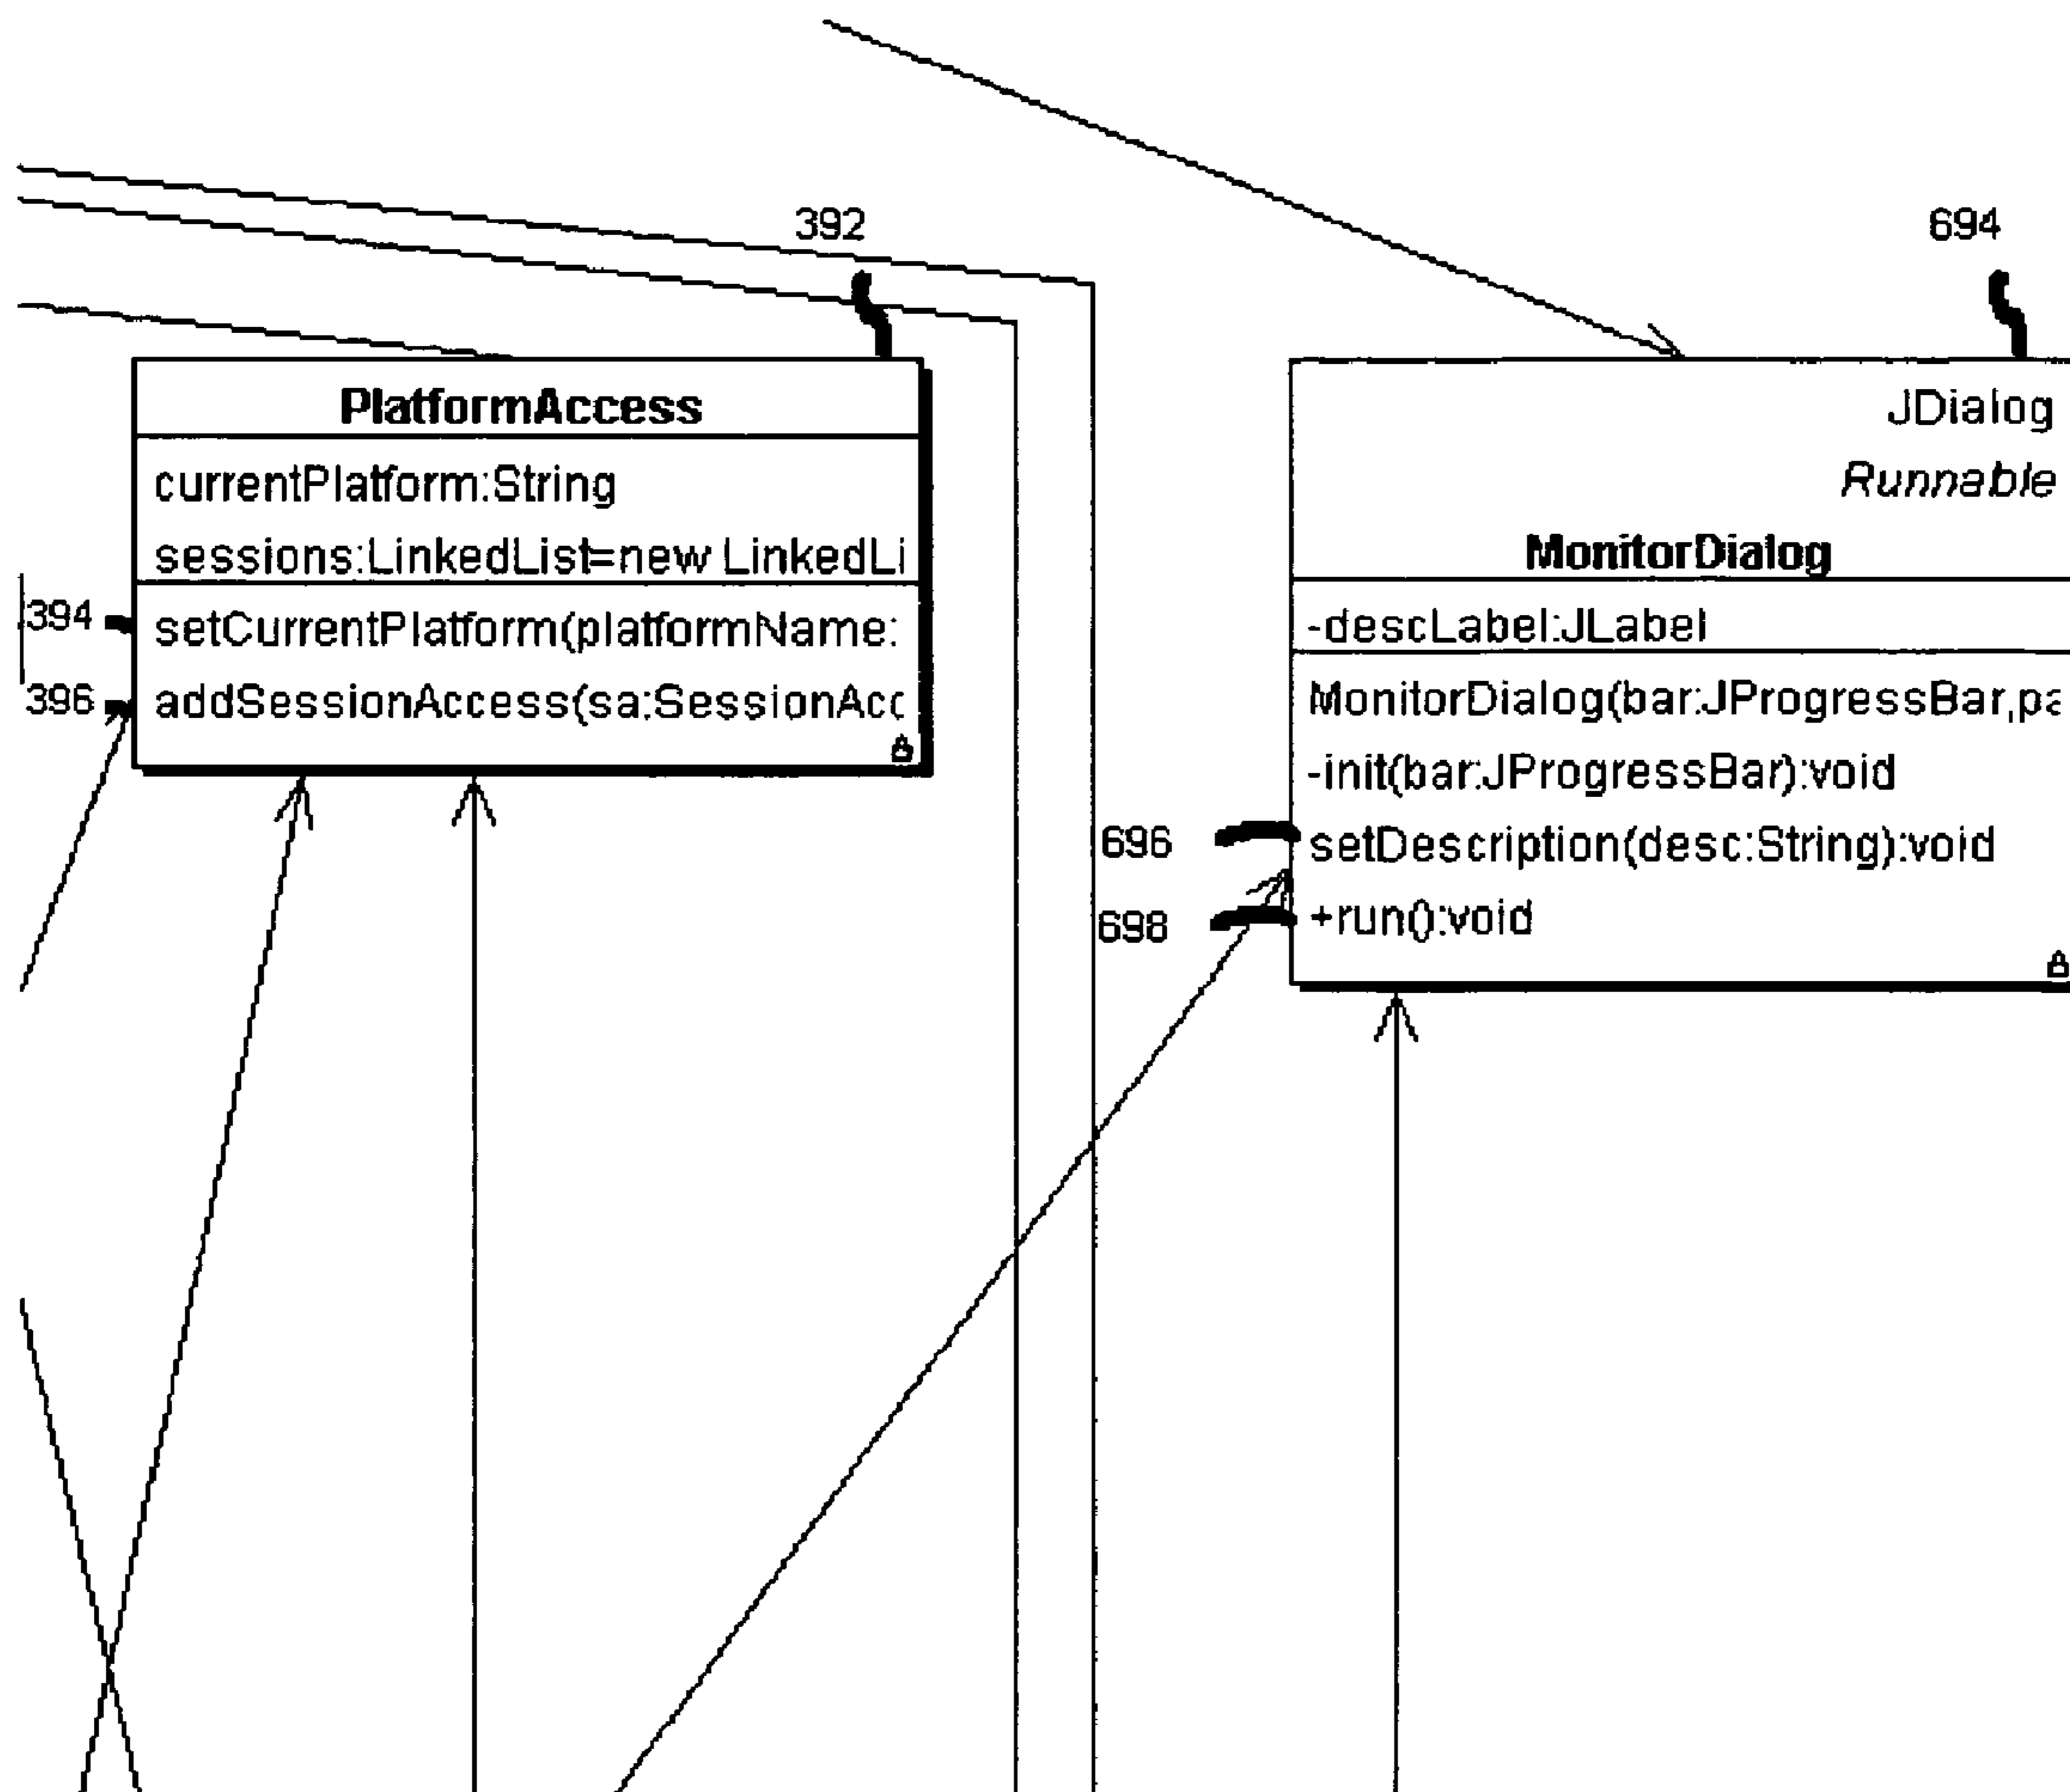 392
PlatformAccess
currentPlatform:String
sessions:LinkedList=new LinkedLi
394
setCurrentPlatform(platformName:
396
addSessionAccess(sa:SessionAcc
694
JDialog
Runnable
MonitorDialog
-descLabel:JLabel
MonitorDialog(bar:JProgressBar,pa
-init(bar:JProgressBar):void
696
setDescription(desc:String):void
698
+run():void